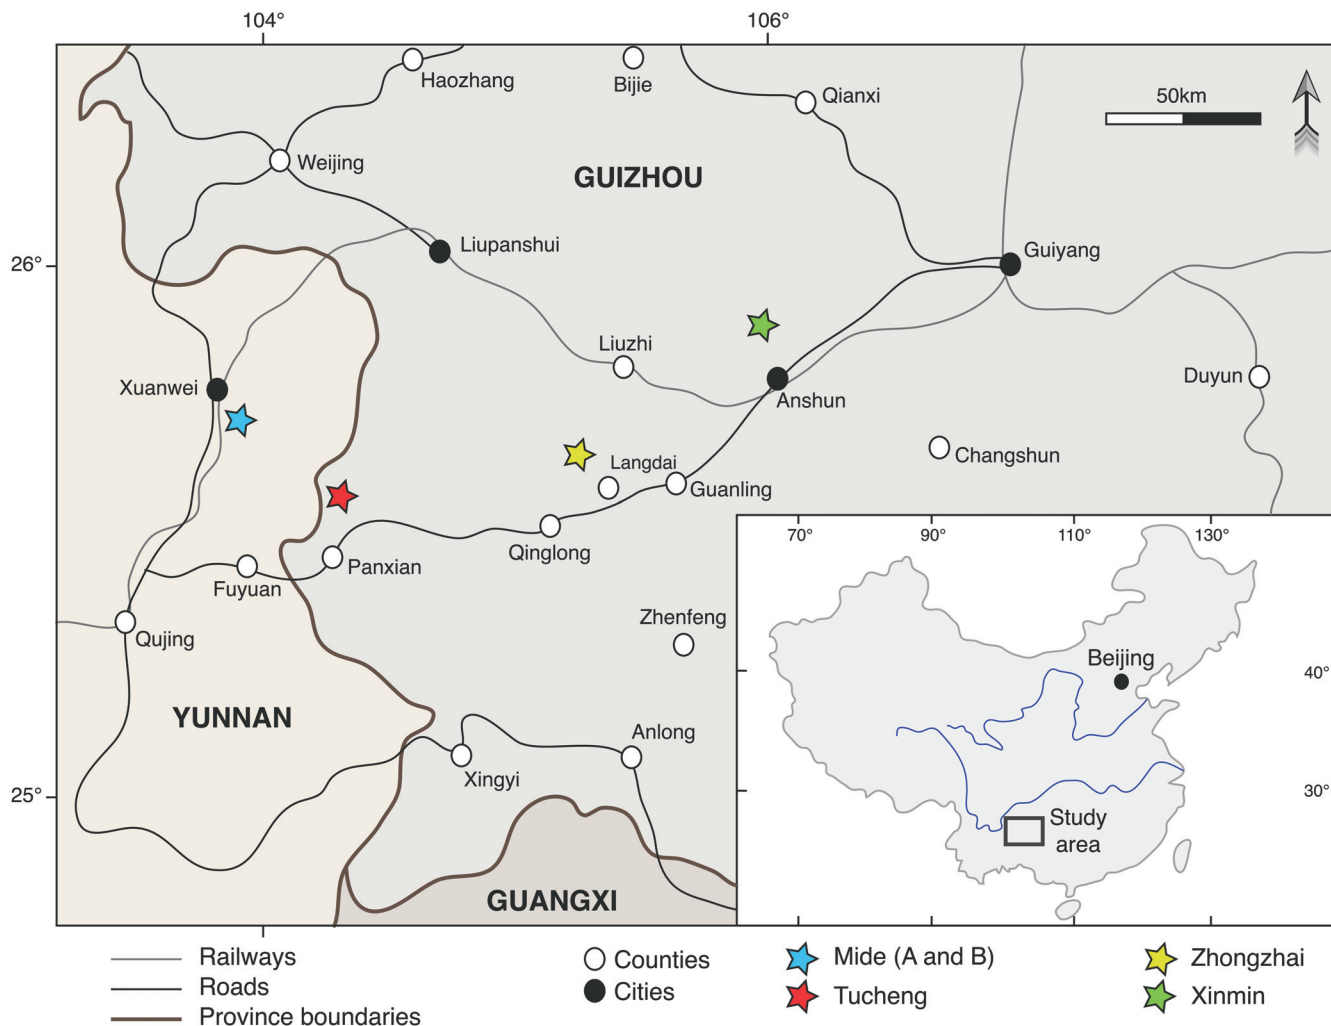 104°
106°
Haozhang
Bijie
Qianxi
50km
Weijing
GUIZHOU
Liupanshui
Guiyang
26°
Liuzhi
Xuanwei
Anshun
Duyun
Langdai
Changshun
Guanling
Qinglong
Panxian
Fuyuan
Qujing
Zhenfeng
YUNNAN
Anlong
Xingyi
25°
GUANGXI
70°
90°
110°
130°
Beijing
40°
30°
Study
area
Railways
Roads
Province boundaries
Counties
Cities
Mide (A and B)
Tucheng
Zhongzhai
Xinmin